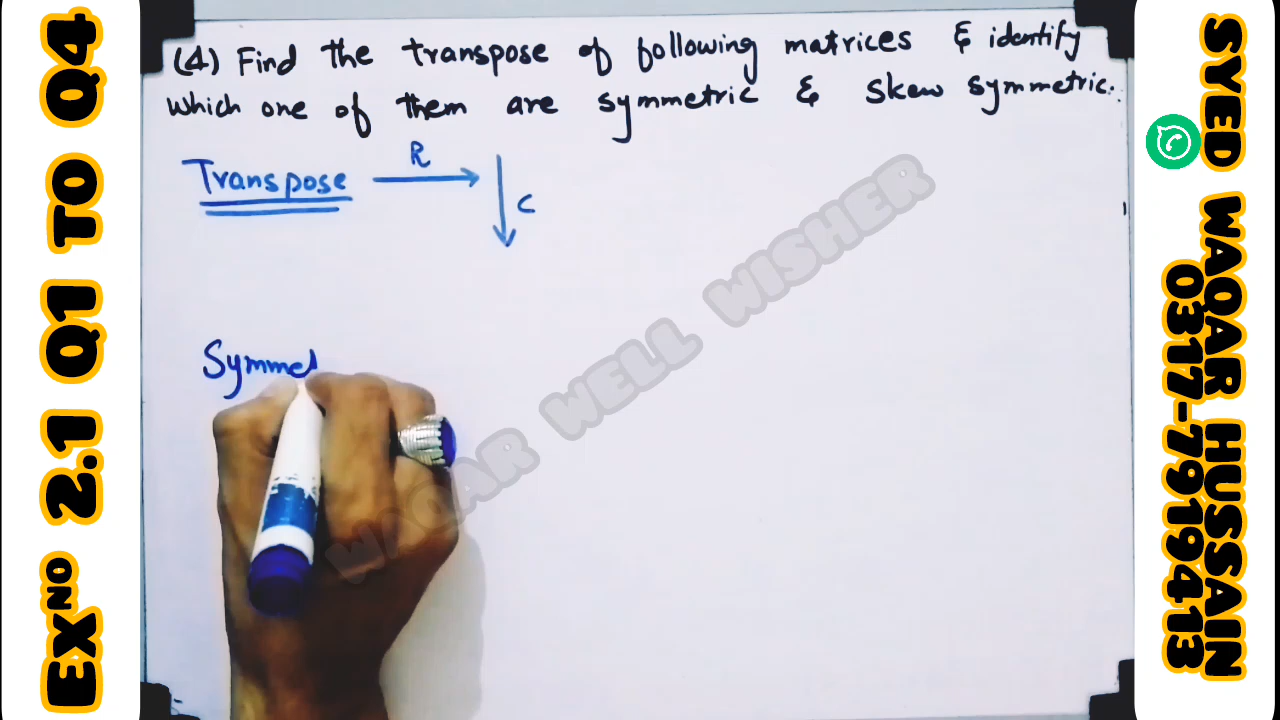 Exᴺᴼ 2.1 Q1 TO Q4
(4) Find the transpose of following matrices & identify
which one of them are symmetric & skew symmetric.
Transpose R
C
Symmet
WAQAR WELL WISHER
SYED WAQAR HUSSAIN
0317-7919413